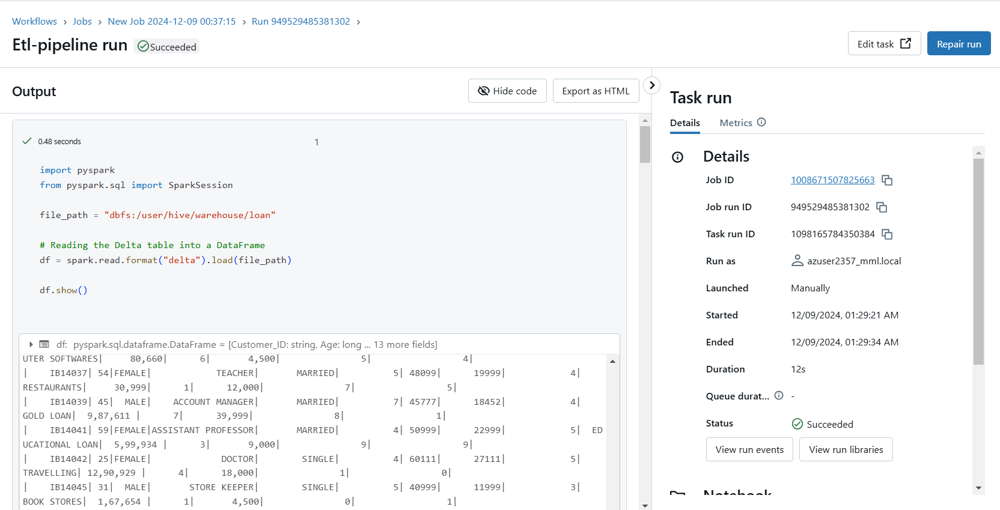 Workflows > Jobs > New Job 2024-12-09 00:37:15 > Run 949529485381302 >
Etl-pipeline run Succeeded
Edit task Repair run
Output
Hide code Export as HTML
0.48 seconds 1
import pyspark
from pyspark.sql import SparkSession
file_path = "dbfs:/user/hive/warehouse/loan"
# Reading the Delta table into a DataFrame
df = spark.read.format("delta").load(file_path)
df.show()
df: pyspark.sql.dataframe.DataFrame = [Customer_ID: string, Age: long ... 13 more fields]
UTER SOFTWARES|     80,660|      6|       4,500|               5|                 4|
|    IB14037| 54|FEMALE|            TEACHER|       MARRIED|          5| 48099|      19999|            4|
RESTAURANTS|     30,999|      1|      12,000|               7|                 5|
|    IB14039| 45|  MALE|    ACCOUNT MANAGER|       MARRIED|          7| 45777|      18452|            4|
GOLD LOAN|  9,87,611 |      7|       39,999|               8|                 1|
|    IB14041| 59|FEMALE|ASSISTANT PROFESSOR|       MARRIED|          4| 50999|      22999|            5|  ED
UCATIONAL LOAN|   5,99,934 |      3|        9,000|               9|                 9|
|    IB14042| 25|FEMALE|             DOCTOR|        SINGLE|          4| 60111|      27111|            5|
TRAVELLING| 12,90,929 |      4|      18,000|               1|                 0|
|    IB14045| 31|  MALE|       STORE KEEPER|        SINGLE|          5| 40999|      11999|            3|
BOOK STORES|  1,67,654 |      1|       4,500|               0|                 1|
Task run
Details Metrics
Details
Job ID 1008671507825663
Job run ID 949529485381302
Task run ID 1098165784350384
Run as azuser2357_mml.local
Launched Manually
Started 12/09/2024, 01:29:21 AM
Ended 12/09/2024, 01:29:34 AM
Duration 12s
Queue durat... -
Status Succeeded
View run events View run libraries
Notebook